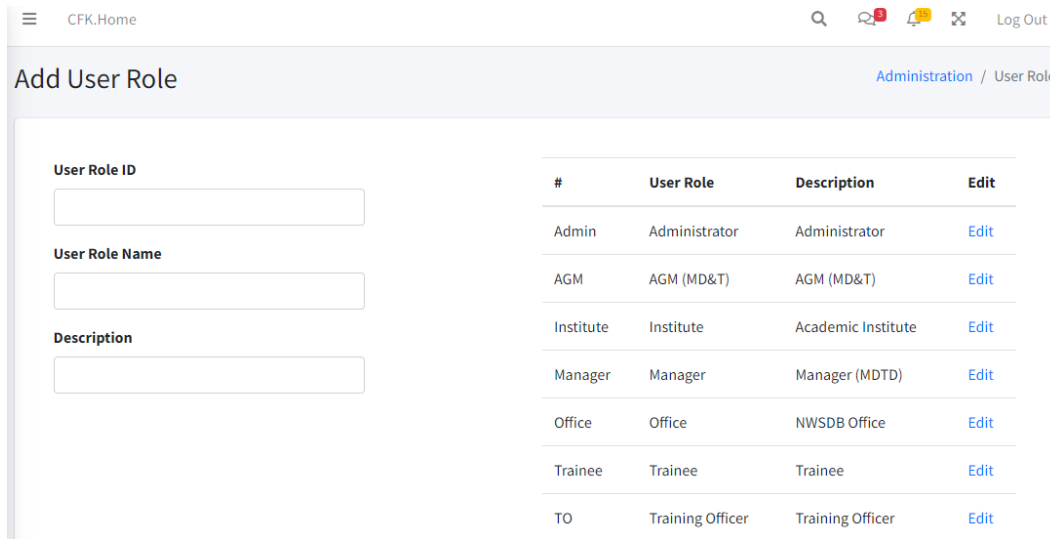 CFK.Home
3
15
Log Out
Add User Role
Administration / User Role
User Role ID
User Role Name
Description
# User Role Description Edit
Admin Administrator Administrator Edit
AGM AGM (MD&T) AGM (MD&T) Edit
Institute Institute Academic Institute Edit
Manager Manager Manager (MDTD) Edit
Office Office NWSDB Office Edit
Trainee Trainee Trainee Edit
TO Training Officer Training Officer Edit